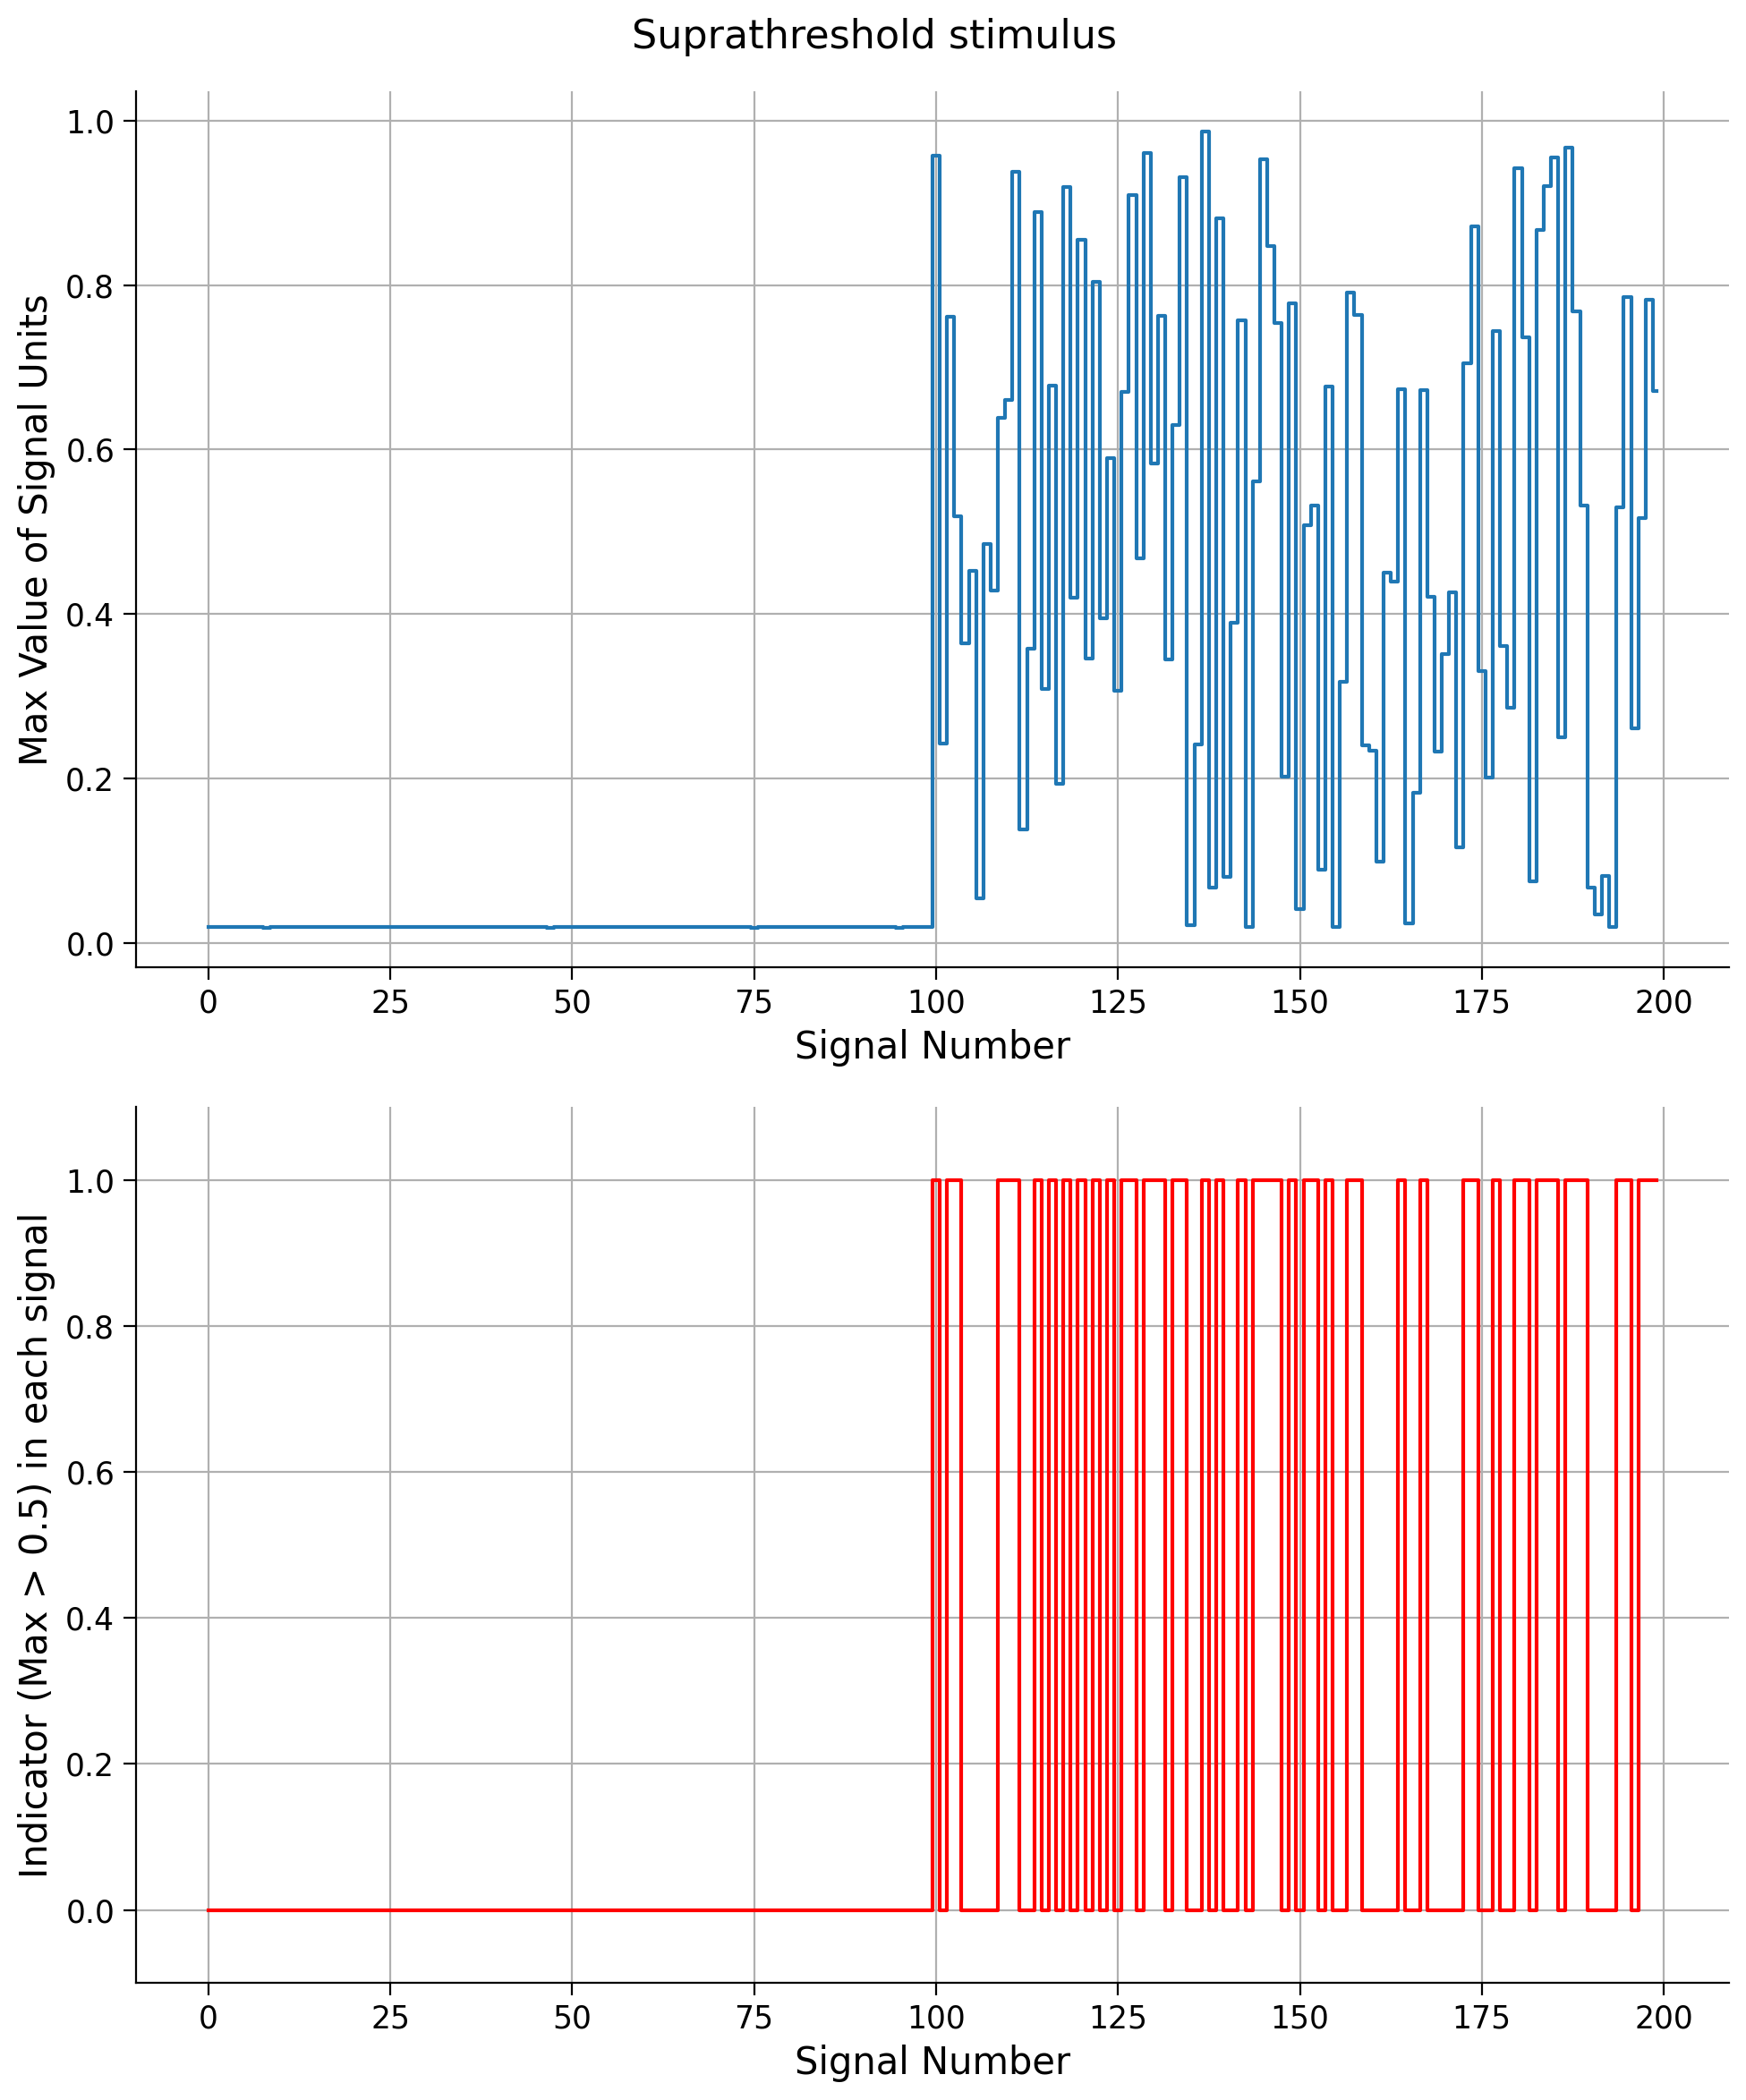 Suprathreshold stimulus
Max Value of Signal Units
1.0
0.8
0.6
0.4
0.2
0.0
0 25 50 75 100 125 150 175 200
Signal Number
Indicator (Max > 0.5) in each signal
1.0
0.8
0.6
0.4
0.2
0.0
0 25 50 75 100 125 150 175 200
Signal Number